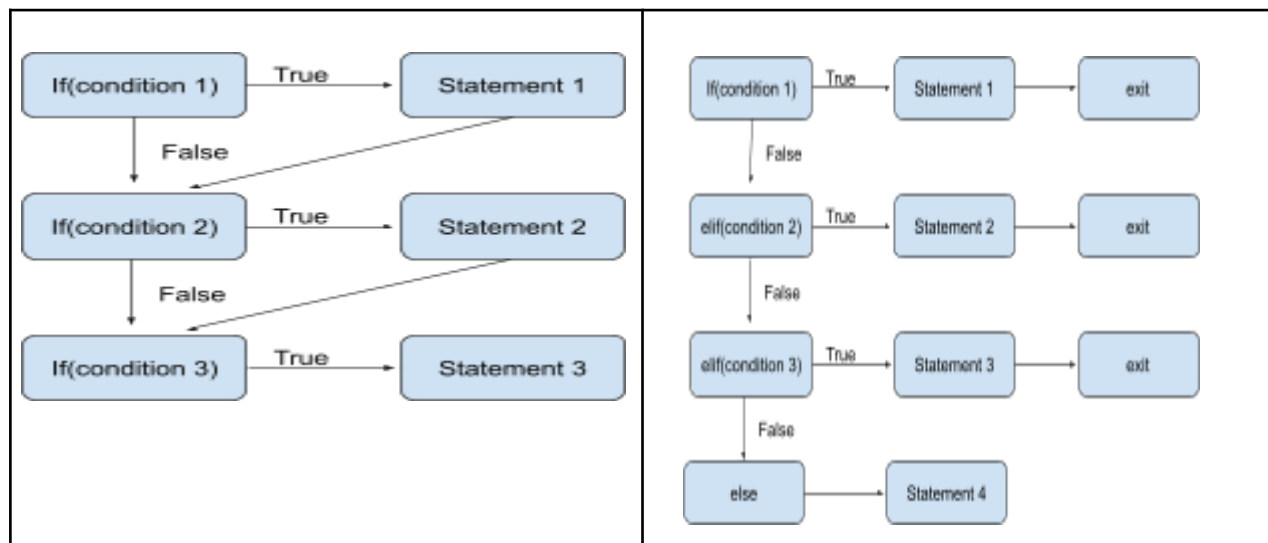 If(condition 1)
True
Statement 1
False
If(condition 2)
True
Statement 2
False
If(condition 3)
True
Statement 3
If(condition 1)
True
Statement 1
exit
False
elif(condition 2)
True
Statement 2
exit
False
elif(condition 3)
True
Statement 3
exit
False
else
Statement 4